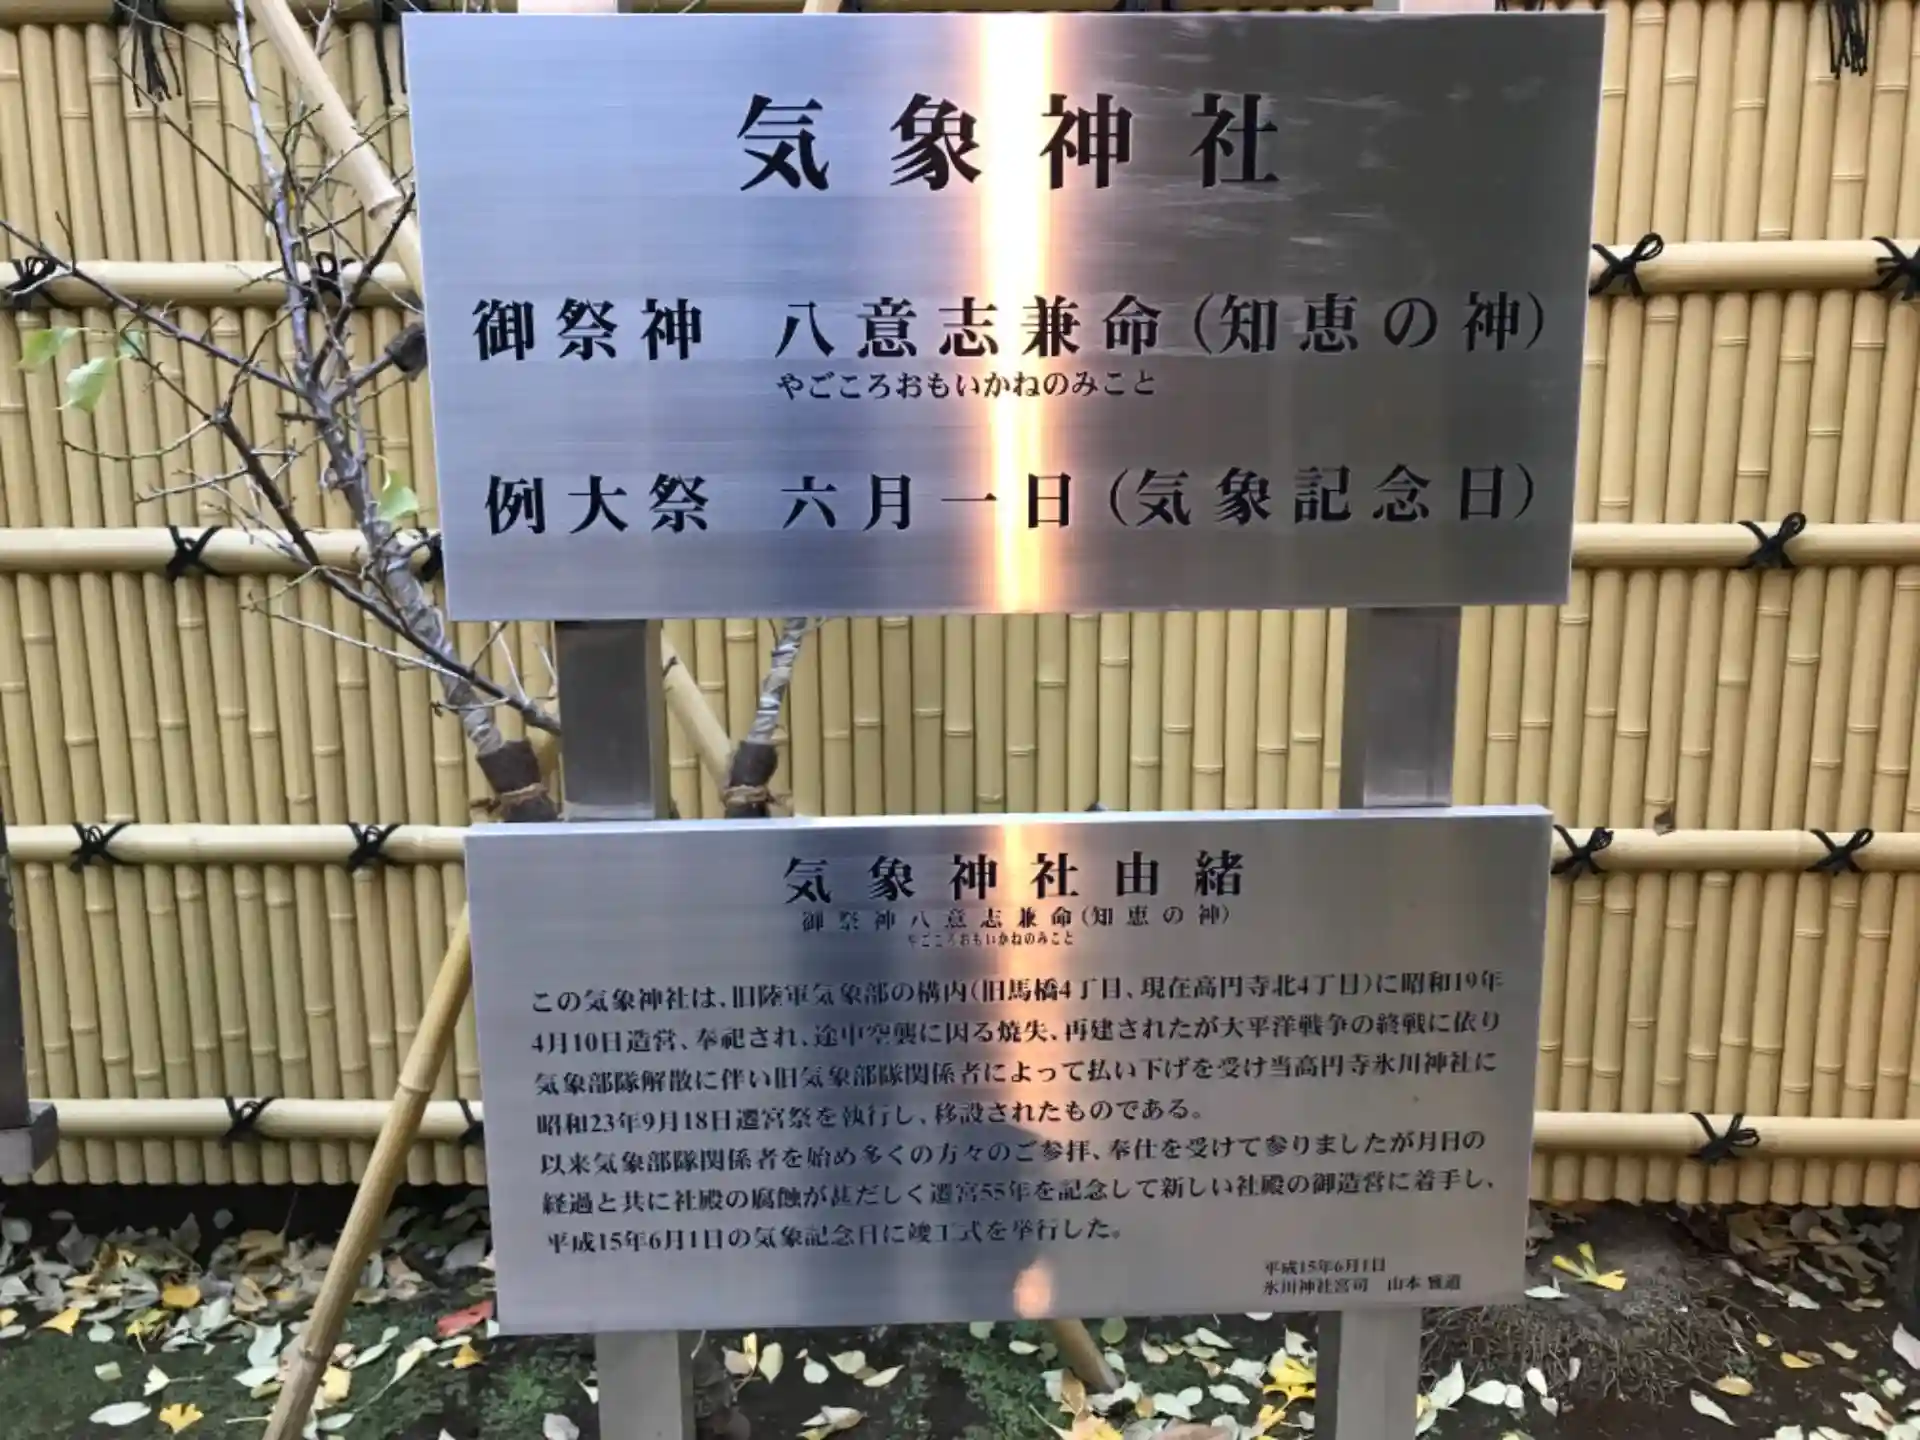 気象神社
御祭神 八意志兼命(知恵の神)
やごころおもいかねのみこと
例大祭 六月一日(気象記念日)
気象神社由緒
御祭神八意志兼命(知恵の神)
やごころおもいかねのみこと
この気象神社は、旧陸軍気象部の構内(旧馬橋4丁目、現在高円寺北4丁目)に昭和19年
4月10日造営、奉祀され、途中空襲に因る焼失、再建されたが大平洋戦争の終戦に依り
気象部隊解散に伴い旧気象部隊関係者によって払い下げを受け当高円寺氷川神社に
昭和23年9月18日遷宮祭を執行し、移設されたものである。
以来気象部隊関係者を始め多くの方々のご参拝、奉仕を受けて参りましたが月日の
経過と共に社殿の腐蝕が甚だしく遷宮55年を記念して新しい社殿の御造営に着手し、
平成15年6月1日の気象記念日に竣工式を挙行した。
平成15年6月1日
氷川神社宮司 山本 雅道